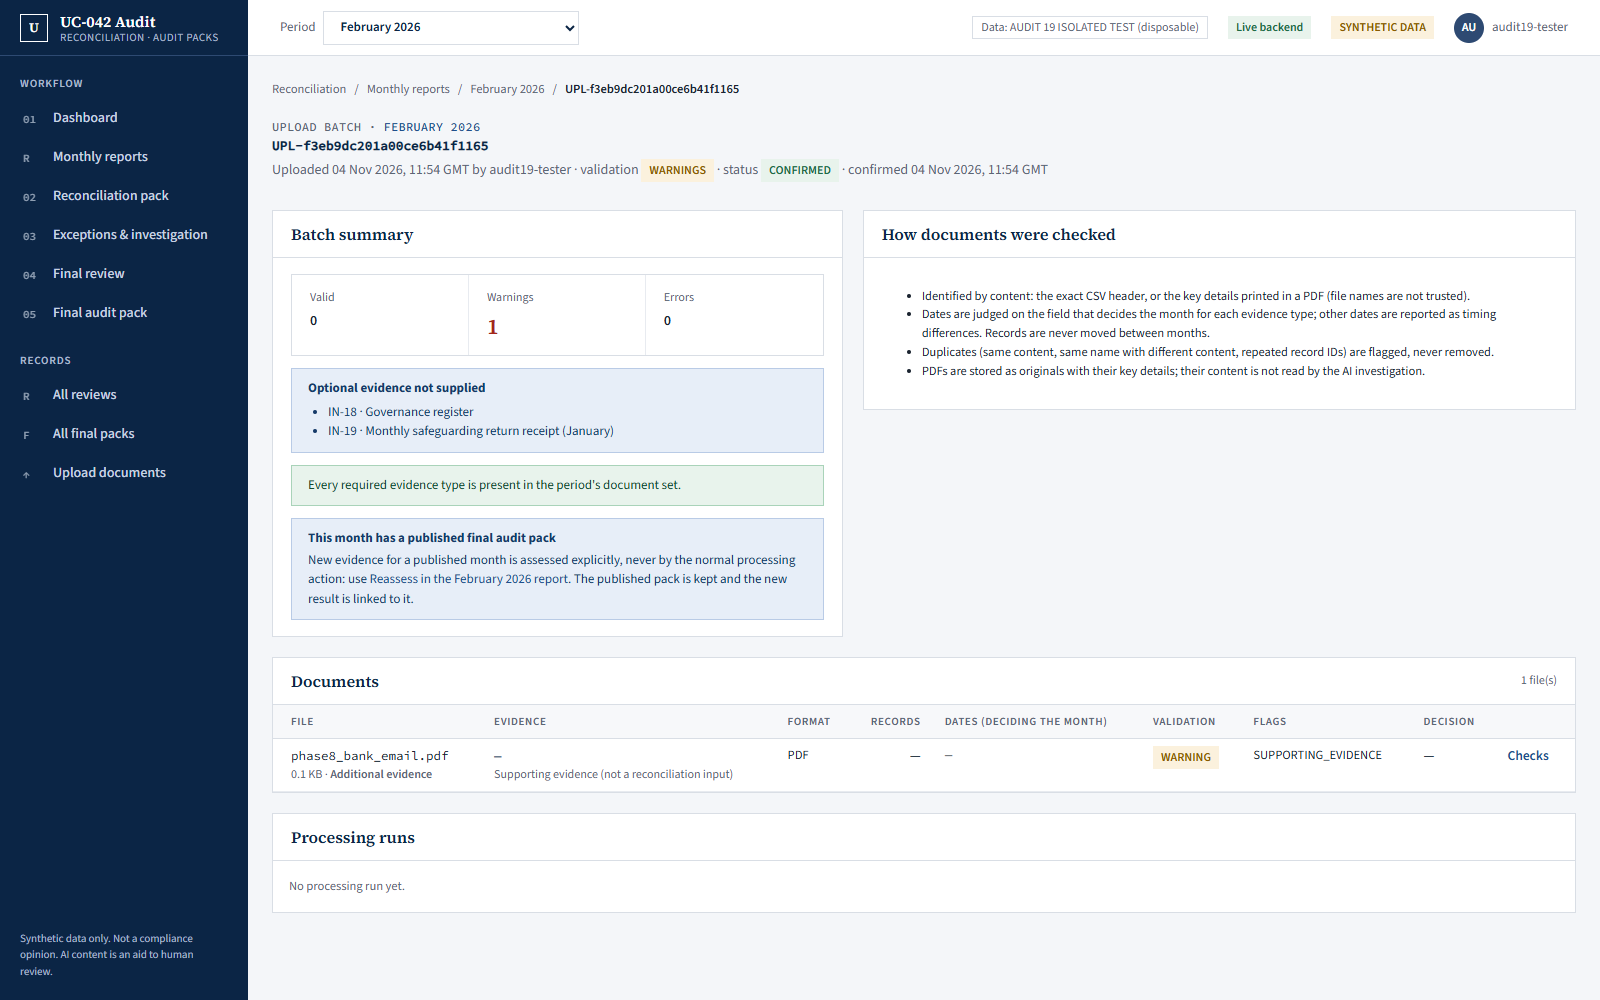 U
UC-042 Audit
RECONCILIATION · AUDIT PACKS
WORKFLOW
01 Dashboard
R Monthly reports
02 Reconciliation pack
03 Exceptions & investigation
04 Final review
05 Final audit pack
RECORDS
R All reviews
F All final packs
↑ Upload documents
Synthetic data only. Not a compliance
opinion. AI content is an aid to human
review.
Period February 2026
Data: AUDIT 19 ISOLATED TEST (disposable)
Live backend
SYNTHETIC DATA
AU audit19-tester
Reconciliation / Monthly reports / February 2026 / UPL-f3eb9dc201a00ce6b41f1165
UPLOAD BATCH · FEBRUARY 2026
UPL-f3eb9dc201a00ce6b41f1165
Uploaded 04 Nov 2026, 11:54 GMT by audit19-tester · validation WARNINGS · status CONFIRMED · confirmed 04 Nov 2026, 11:54 GMT
Batch summary
Valid
0
Warnings
1
Errors
0
Optional evidence not supplied
• IN-18 · Governance register
• IN-19 · Monthly safeguarding return receipt (January)
Every required evidence type is present in the period's document set.
This month has a published final audit pack
New evidence for a published month is assessed explicitly, never by the normal processing
action: use Reassess in the February 2026 report. The published pack is kept and the new
result is linked to it.
How documents were checked
• Identified by content: the exact CSV header, or the key details printed in a PDF (file names are not trusted).
• Dates are judged on the field that decides the month for each evidence type; other dates are reported as timing
differences. Records are never moved between months.
• Duplicates (same content, same name with different content, repeated record IDs) are flagged, never removed.
• PDFs are stored as originals with their key details; their content is not read by the AI investigation.
Documents
1 file(s)
FILE EVIDENCE FORMAT RECORDS DATES (DECIDING THE MONTH) VALIDATION FLAGS DECISION
phase8_bank_email.pdf — PDF — — WARNING SUPPORTING_EVIDENCE — Checks
0.1 KB · Additional evidence Supporting evidence (not a reconciliation input)
Processing runs
No processing run yet.